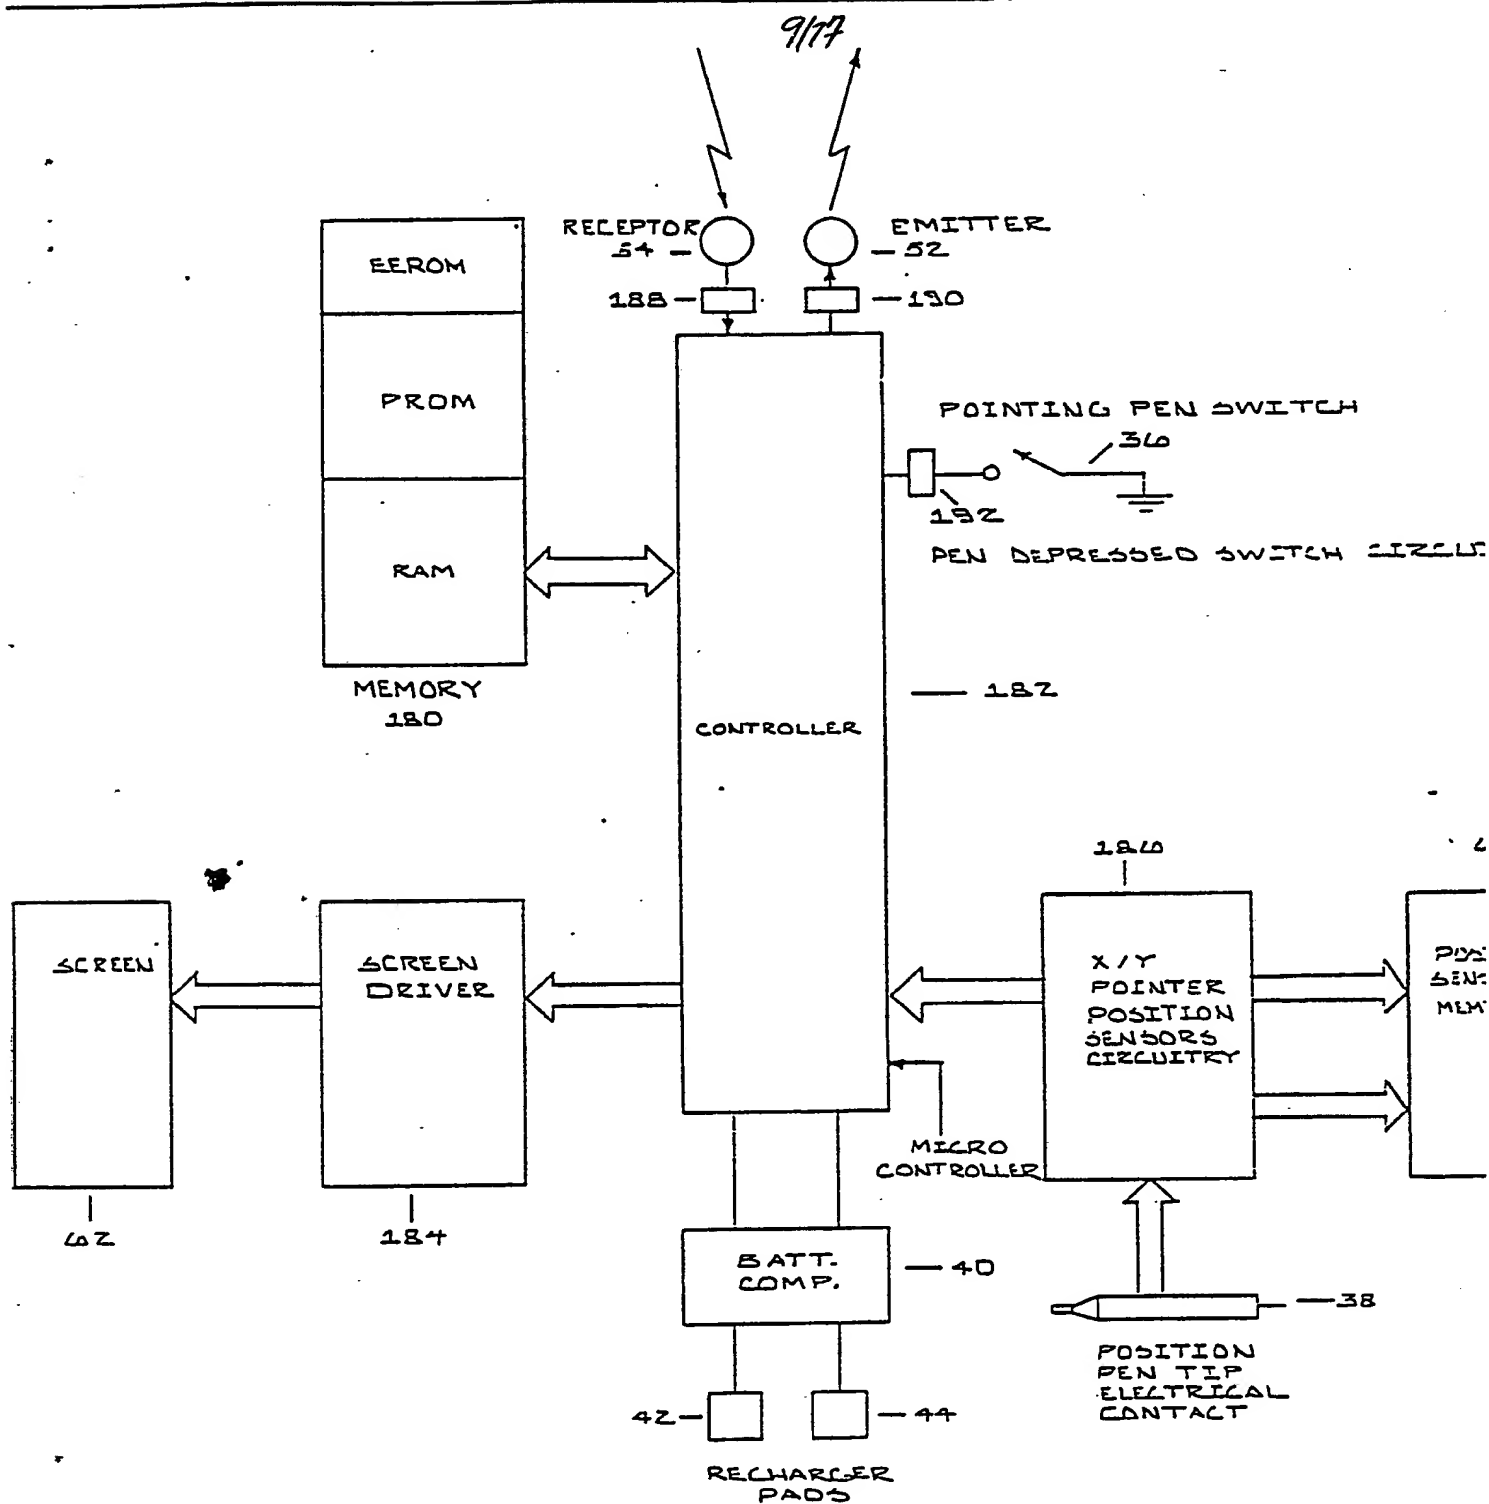 9/17
RECEPTOR
54
EMITTER
52
EEROM
188
190
PROM
POINTING PEN SWITCH
36
192
PEN DEPRESSED SWITCH
RAM
MEMORY
180
182
CONTROLLER
186
SCREEN
SCREEN
DRIVER
X/Y
POINTER
POSITION
SENSORS
CIRCUITRY
MICRO
CONTROLLER
62
184
BATT.
COMP.
40
38
POSITION
PEN TIP
ELECTRICAL
CONTACT
42
44
RECHARGER
PADS